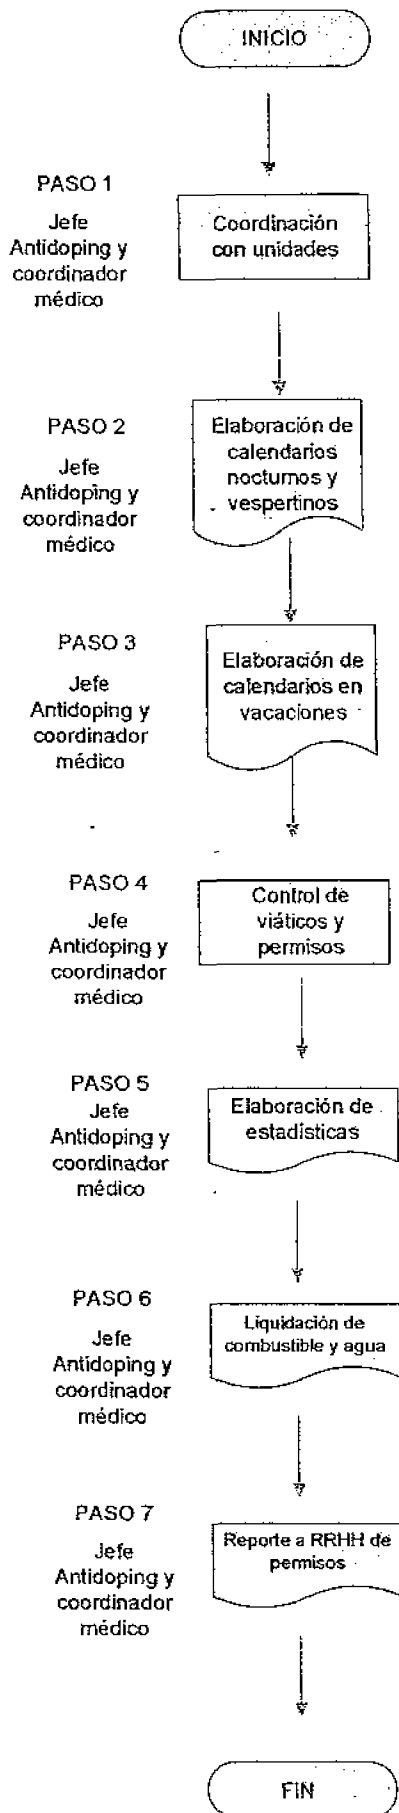 INICIO
PASO 1
Jefe
Antidoping y
coordinador
médico
Coordinación
con unidades
PASO 2
Jefe
Antidoping y
coordinador
médico
Elaboración de
calendarios
nocturnos y
vespertinos
PASO 3
Jefe
Antidoping y
coordinador
médico
Elaboración de
calendarios en
vacaciones
PASO 4
Jefe
Antidoping y
coordinador
médico
Control de
viáticos y
permisos
PASO 5
Jefe
Antidoping y
coordinador
médico
Elaboración de
estadísticas
PASO 6
Jefe
Antidoping y
coordinador
médico
Liquidación de
combustible y agua
PASO 7
Jefe
Antidoping y
coordinador
médico
Reporte a RRHH de
permisos
FIN